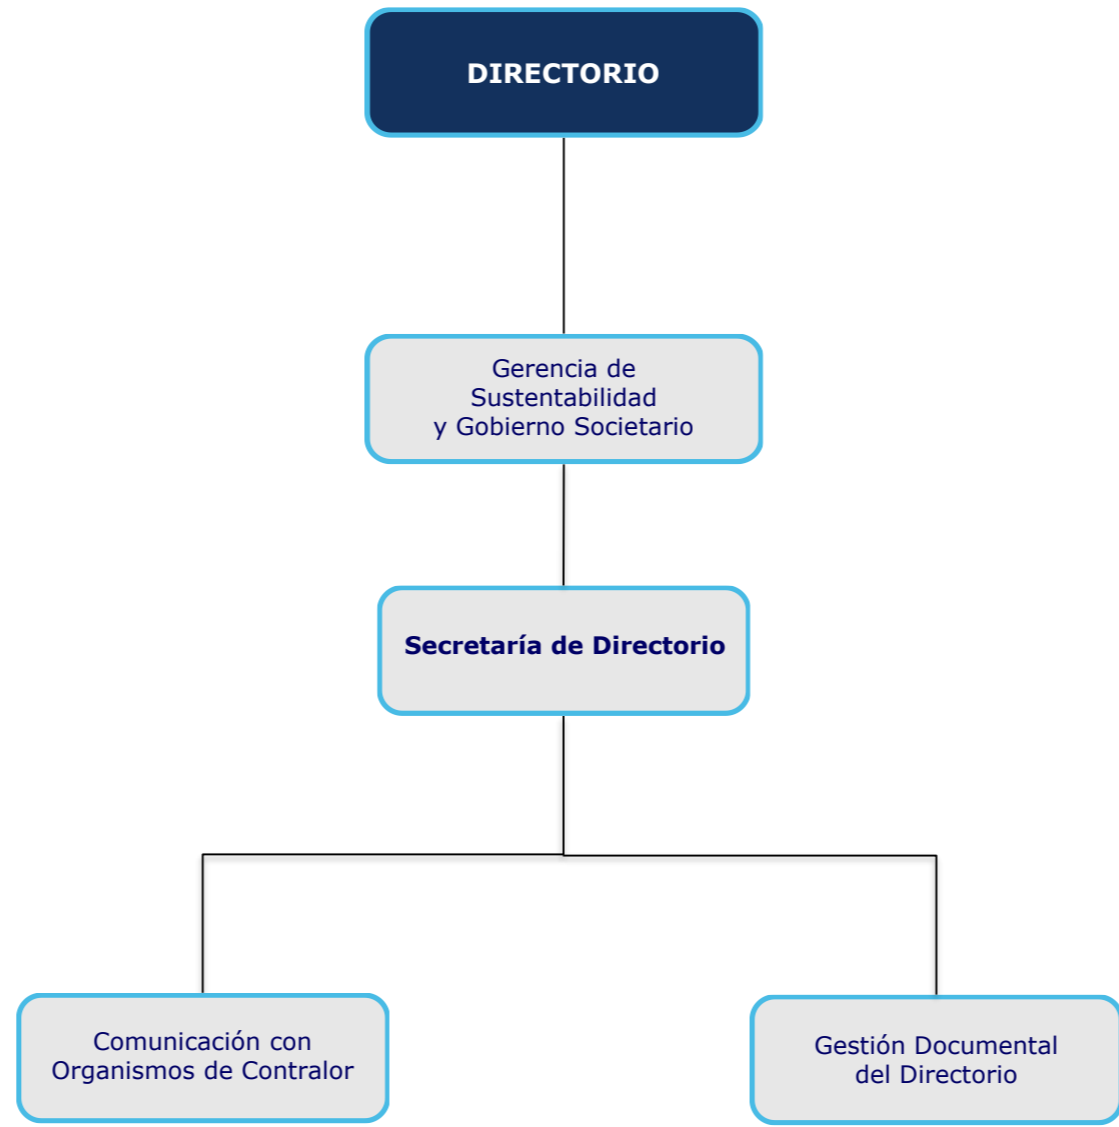 DIRECTORIO
Gerencia de
Sustentabilidad
y Gobierno Societario
Secretaría de Directorio
Comunicación con
Organismos de Contralor
Gestión Documental
del Directorio